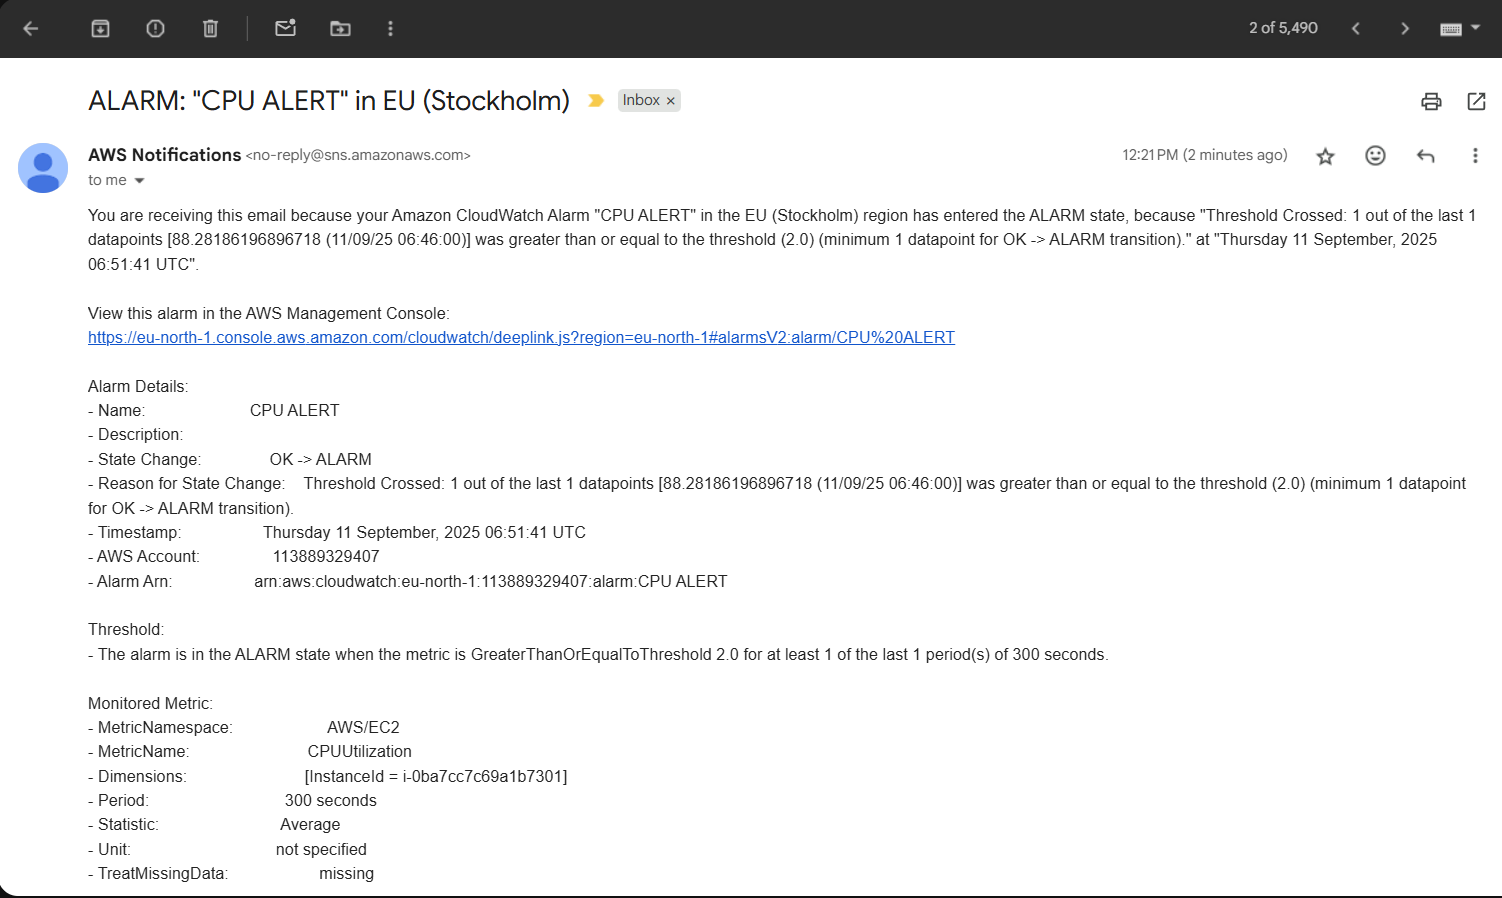 2 of 5,490
ALARM: "CPU ALERT" in EU (Stockholm) Inbox ×
AWS Notifications <no-reply@sns.amazonaws.com> 12:21 PM (2 minutes ago)
to me
You are receiving this email because your Amazon CloudWatch Alarm "CPU ALERT" in the EU (Stockholm) region has entered the ALARM state, because "Threshold Crossed: 1 out of the last 1
datapoints [88.28186196896718 (11/09/25 06:46:00)] was greater than or equal to the threshold (2.0) (minimum 1 datapoint for OK -> ALARM transition)." at "Thursday 11 September, 2025
06:51:41 UTC".
View this alarm in the AWS Management Console:
https://eu-north-1.console.aws.amazon.com/cloudwatch/deeplink.js?region=eu-north-1#alarmsV2:alarm/CPU%20ALERT
Alarm Details:
- Name: CPU ALERT
- Description:
- State Change: OK -> ALARM
- Reason for State Change: Threshold Crossed: 1 out of the last 1 datapoints [88.28186196896718 (11/09/25 06:46:00)] was greater than or equal to the threshold (2.0) (minimum 1 datapoint
for OK -> ALARM transition).
- Timestamp: Thursday 11 September, 2025 06:51:41 UTC
- AWS Account: 113889329407
- Alarm Arn: arn:aws:cloudwatch:eu-north-1:113889329407:alarm:CPU ALERT
Threshold:
- The alarm is in the ALARM state when the metric is GreaterThanOrEqualToThreshold 2.0 for at least 1 of the last 1 period(s) of 300 seconds.
Monitored Metric:
- MetricNamespace: AWS/EC2
- MetricName: CPUUtilization
- Dimensions: [InstanceId = i-0ba7cc7c69a1b7301]
- Period: 300 seconds
- Statistic: Average
- Unit: not specified
- TreatMissingData: missing